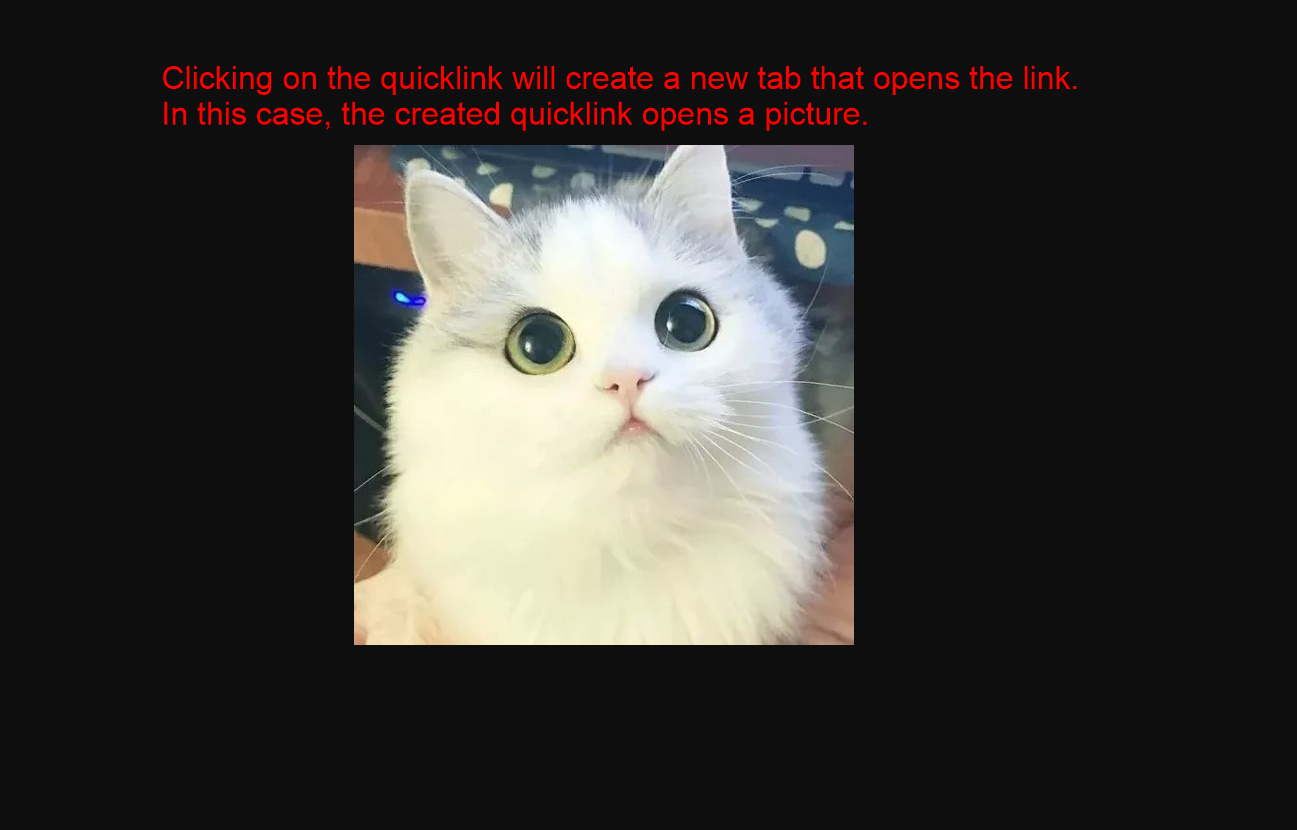 Clicking on the quicklink will create a new tab that opens the link.
In this case, the created quicklink opens a picture.